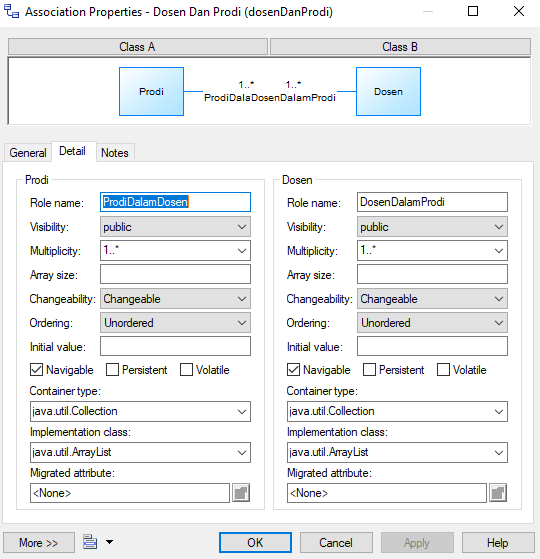 Association Properties - Dosen Dan Prodi (dosenDanProdi)
Class A
Class B
Prodi
1..*
1..*
ProdiDalaDosenDalamProdi
Dosen
General
Detail
Notes
Prodi
Role name:
ProdiDalamDosen
Visibility:
public
Multiplicity:
1..*
Array size:
Changeability:
Changeable
Ordering:
Unordered
Initial value:
Navigable
Persistent
Volatile
Container type:
java.util.Collection
Implementation class:
java.util.ArrayList
Migrated attribute:
<None>
Dosen
Role name:
DosenDalamProdi
Visibility:
public
Multiplicity:
1..*
Array size:
Changeability:
Changeable
Ordering:
Unordered
Initial value:
Navigable
Persistent
Volatile
Container type:
java.util.Collection
Implementation class:
java.util.ArrayList
Migrated attribute:
<None>
More >>
OK
Cancel
Apply
Help